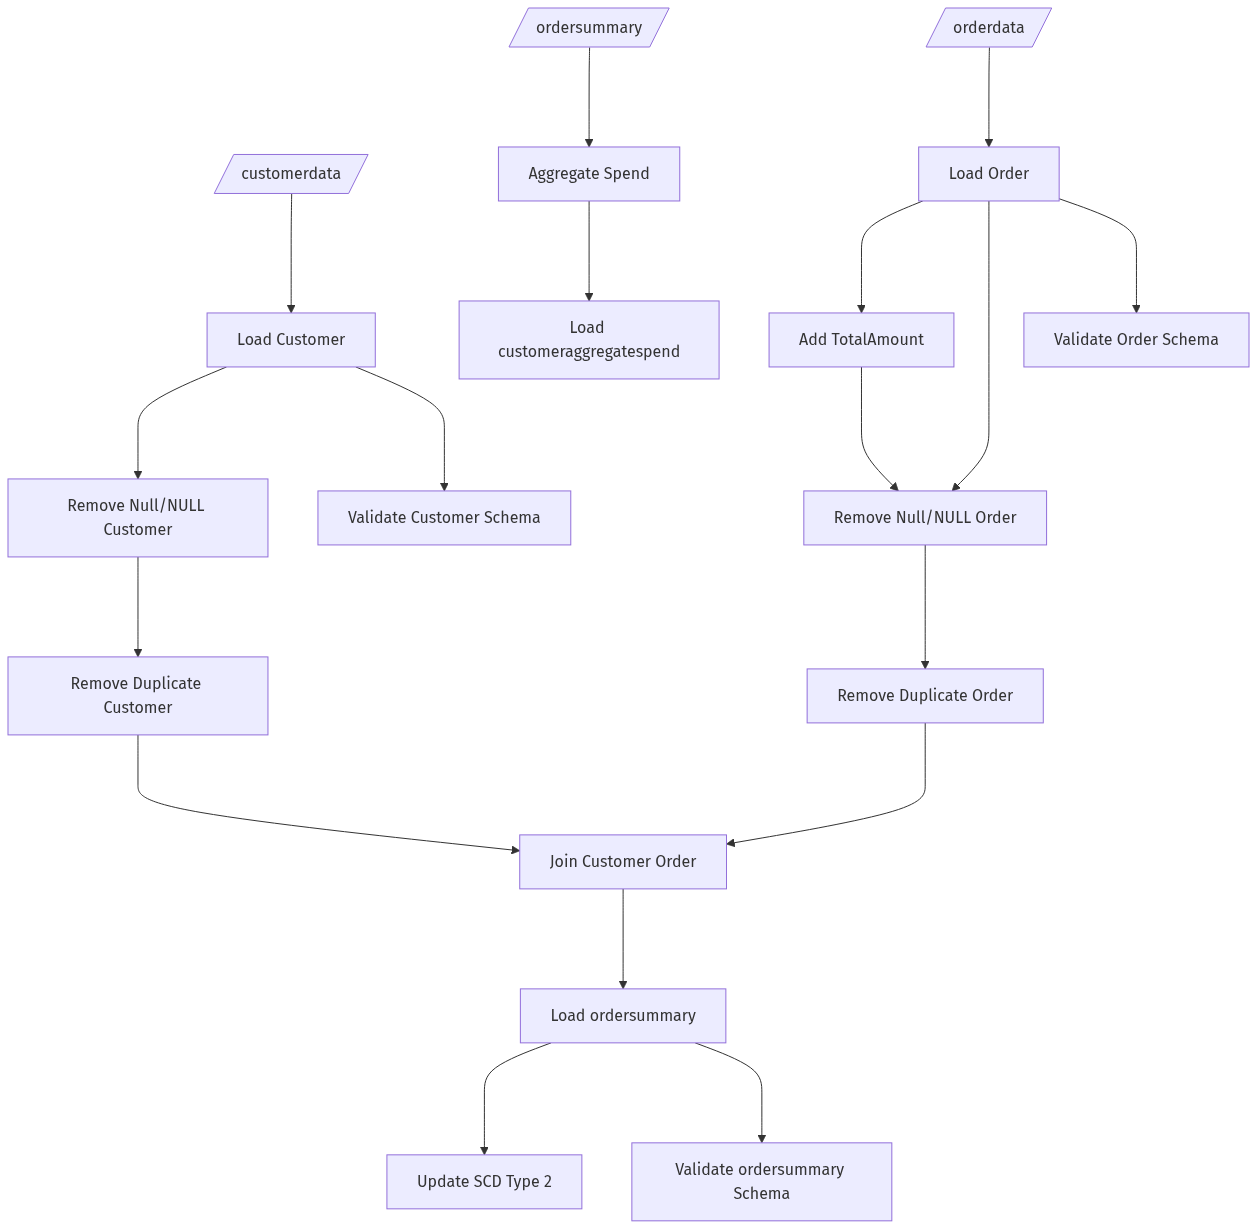 ordersummary
orderdata
customerdata
Aggregate Spend
Load Order
Load Customer
Load
customeraggregatespend
Add TotalAmount
Validate Order Schema
Remove Null/NULL
Customer
Validate Customer Schema
Remove Null/NULL Order
Remove Duplicate
Customer
Remove Duplicate Order
Join Customer Order
Load ordersummary
Update SCD Type 2
Validate ordersummary
Schema